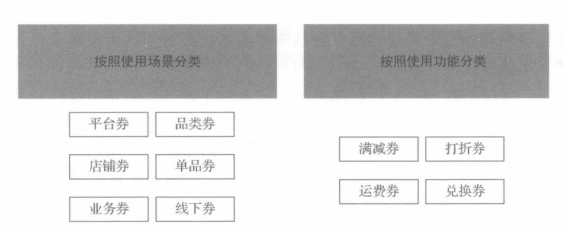 按照使用场景分类
平台券 品类券
店铺券 单品券
业务券 线下券
按照使用功能分类
满减券 打折券
运费券 兑换券